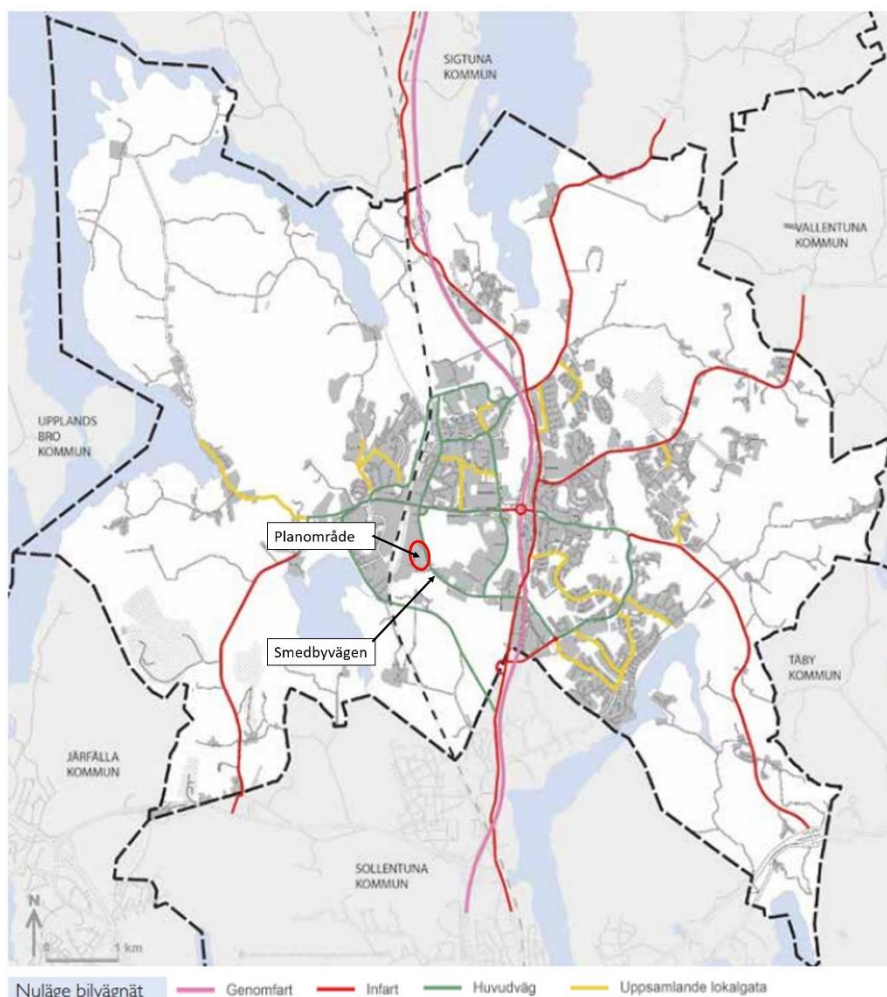 SIGTUNA
KOMMUN
VALLENTUNA
KOMMUN
UPPLANDS
BRO
KOMMUN
Planområde
Smedbyvägen
TÄBY
KOMMUN
JÄRFÄLLA
KOMMUN
SOLLENTUNA
KOMMUN
N
0 1 km
Nuläge bilvägnät Genomfart Infart Huvudväg Uppsamlande lokalgata